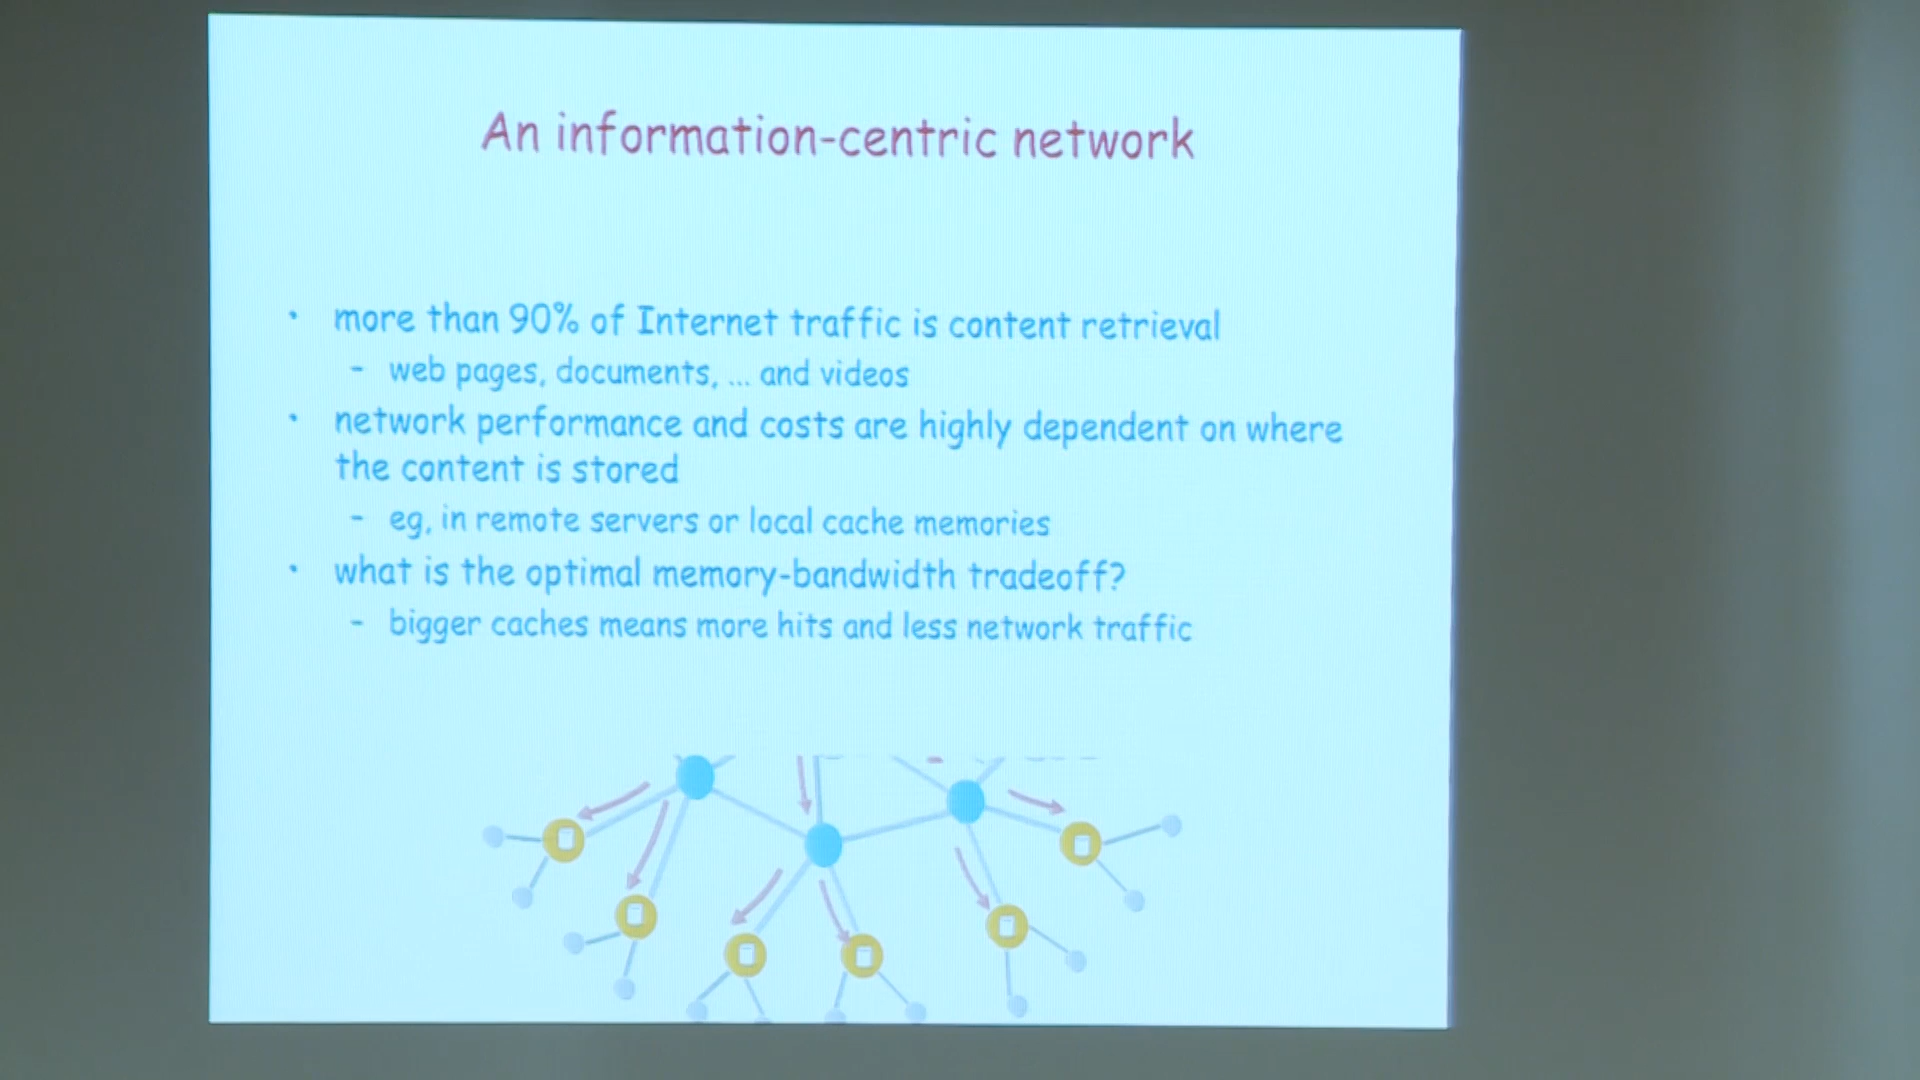 An information-centric network
• more than 90% of Internet traffic is content retrieval
- web pages, documents, ... and videos
• network performance and costs are highly dependent on where
the content is stored
- eg, in remote servers or local cache memories
• what is the optimal memory-bandwidth tradeoff?
- bigger caches means more hits and less network traffic